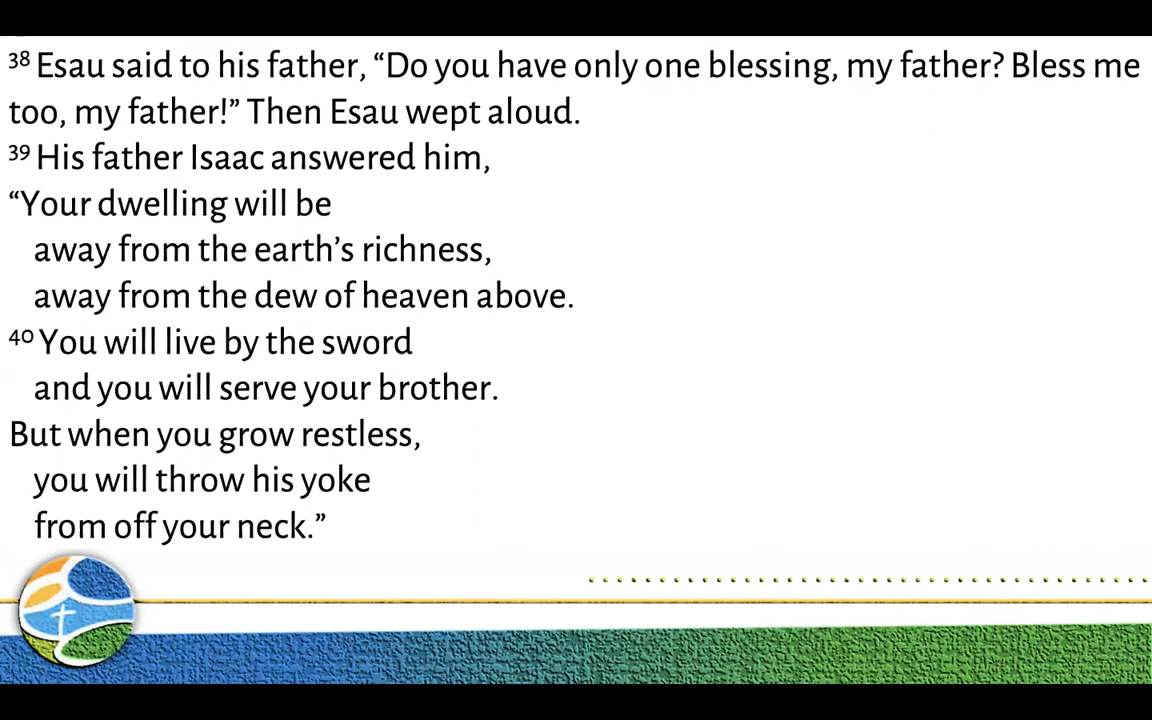 38 Esau said to his father, “Do you have only one blessing, my father? Bless me
too, my father!” Then Esau wept aloud.
39 His father Isaac answered him,
“Your dwelling will be
away from the earth’s richness,
away from the dew of heaven above.
40 You will live by the sword
and you will serve your brother.
But when you grow restless,
you will throw his yoke
from off your neck.”